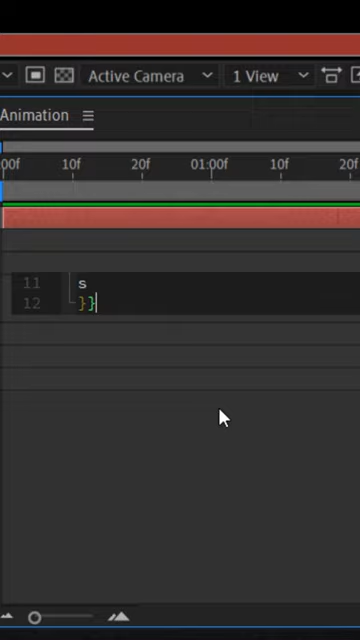 Active Camera 1 View
Animation
:00f 10f 20f 01:00f 10f 20f
11 s
12 }}